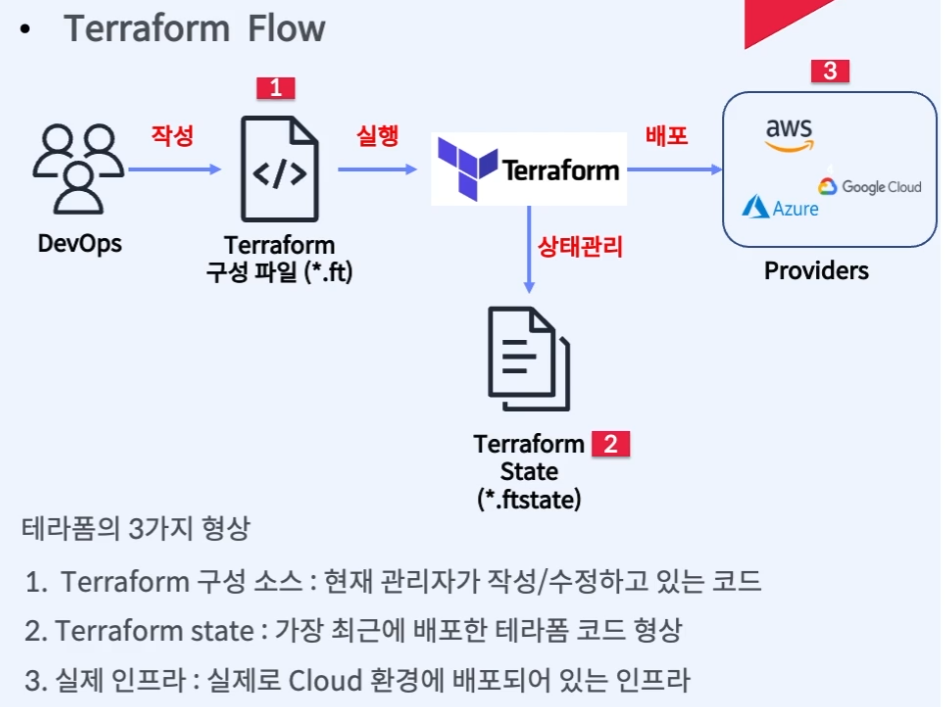 • Terraform Flow
1
3
작성
실행
배포
</>
Terraform
aws
Google Cloud
Azure
DevOps
Terraform
구성 파일 (*.ft)
상태관리
Providers
Terraform 2
State
(*.ftstate)
테라폼의 3가지 형상
1. Terraform 구성 소스 : 현재 관리자가 작성/수정하고 있는 코드
2. Terraform state : 가장 최근에 배포한 테라폼 코드 형상
3. 실제 인프라 : 실제로 Cloud 환경에 배포되어 있는 인프라